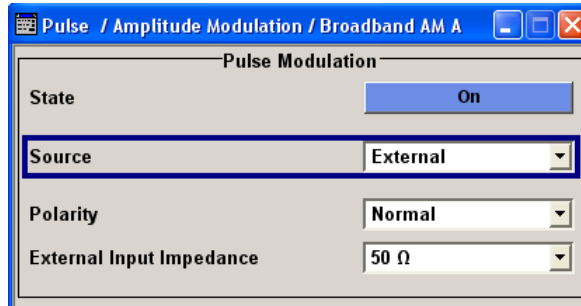 Pulse / Amplitude Modulation / Broadband AM A
Pulse Modulation
State On
Source External
Polarity Normal
External Input Impedance 50 Ω